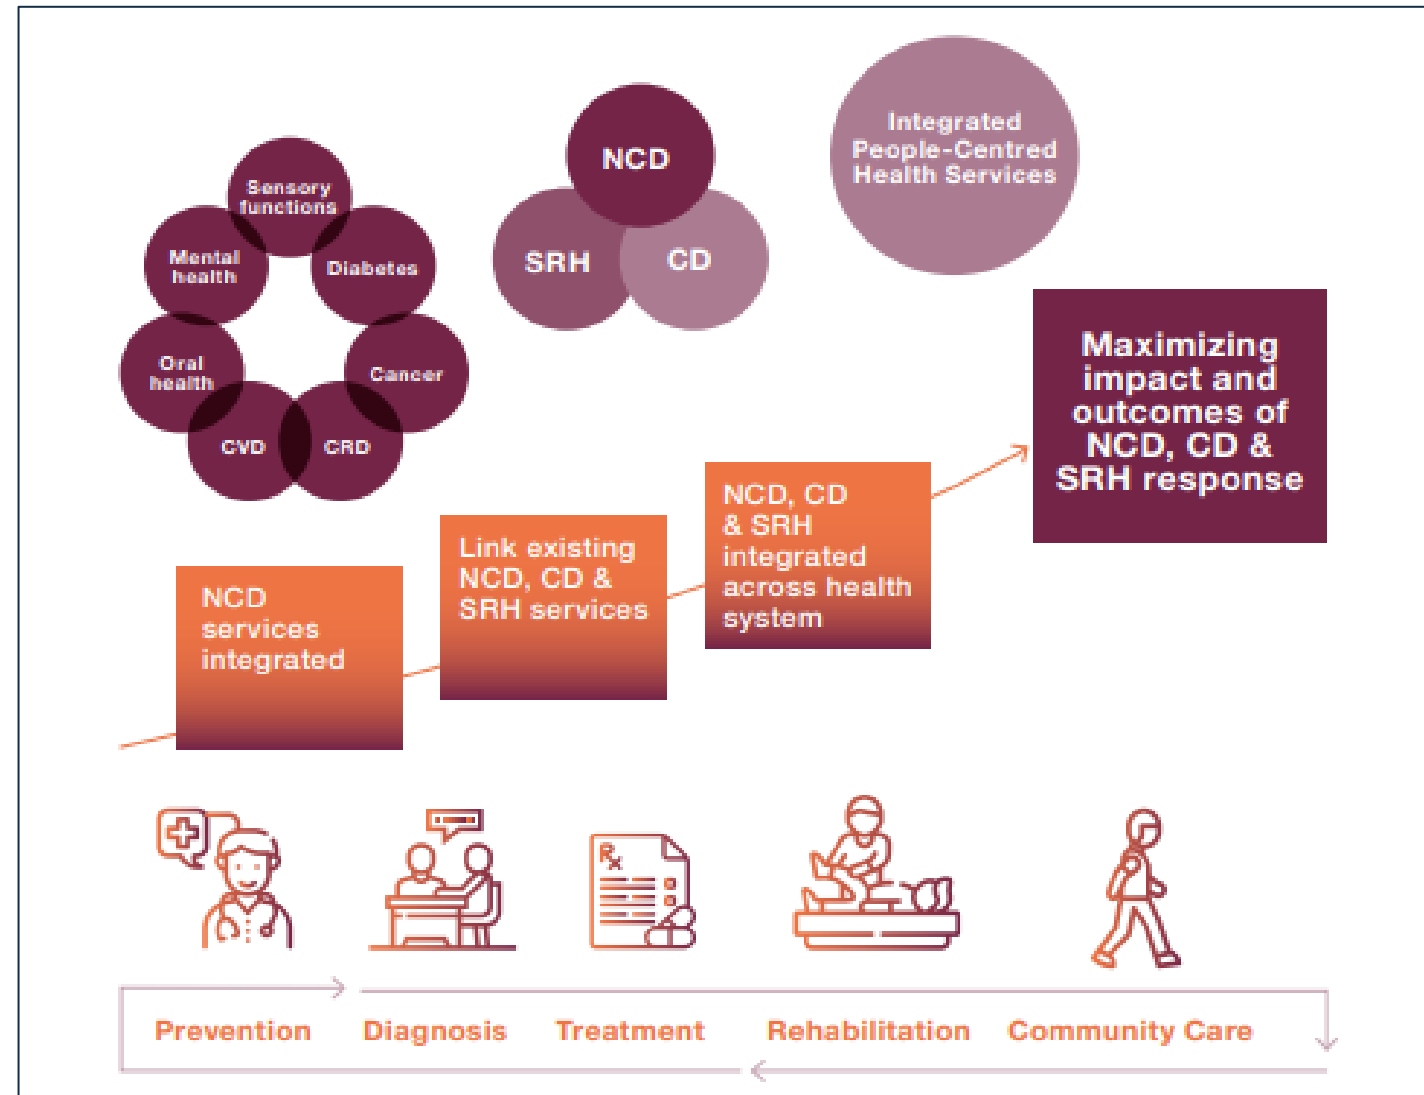 Sensory
functions
Mental
health
Diabetes
Oral
health
Cancer
CVD
CRD
NCD
SRH
CD
Integrated
People-Centred
Health Services
NCD
services
integrated
Link existing
NCD, CD &
SRH services
NCD, CD
& SRH
integrated
across health
system
Maximizing
impact and
outcomes of
NCD, CD &
SRH response
Rx
Prevention
Diagnosis
Treatment
Rehabilitation
Community Care